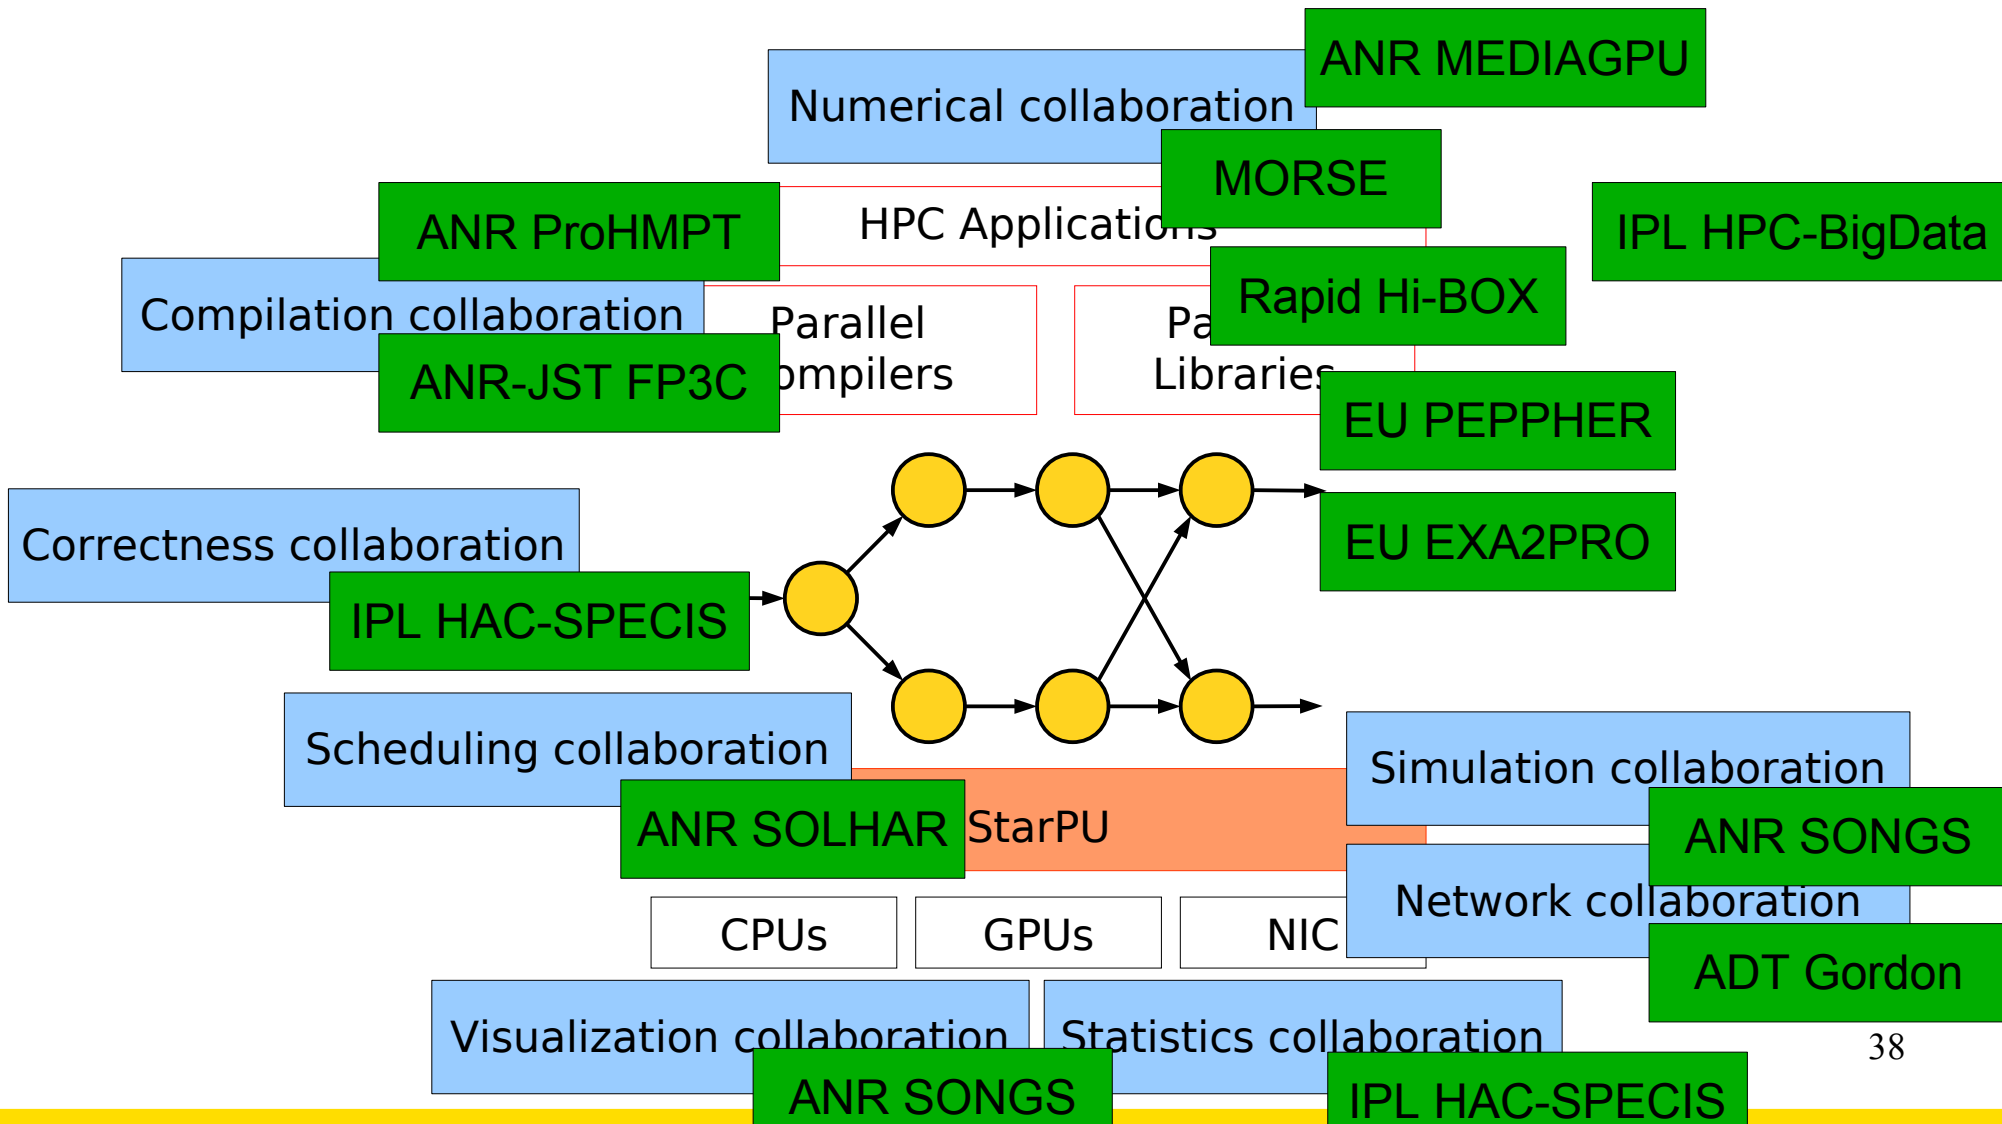 ANR MEDIAGPU
Numerical collaboration
MORSE
ANR ProHMPT
HPC Applications
IPL HPC-BigData
Compilation collaboration
Rapid Hi-BOX
Parallel
ompilers
Pa
Libraries
ANR-JST FP3C
EU PEPPHER
Correctness collaboration
EU EXA2PRO
IPL HAC-SPECIS
Scheduling collaboration
Simulation collaboration
ANR SOLHAR
StarPU
ANR SONGS
Network collaboration
CPUs
GPUs
NIC
ADT Gordon
Visualization collaboration
Statistics collaboration
38
ANR SONGS
IPL HAC-SPECIS